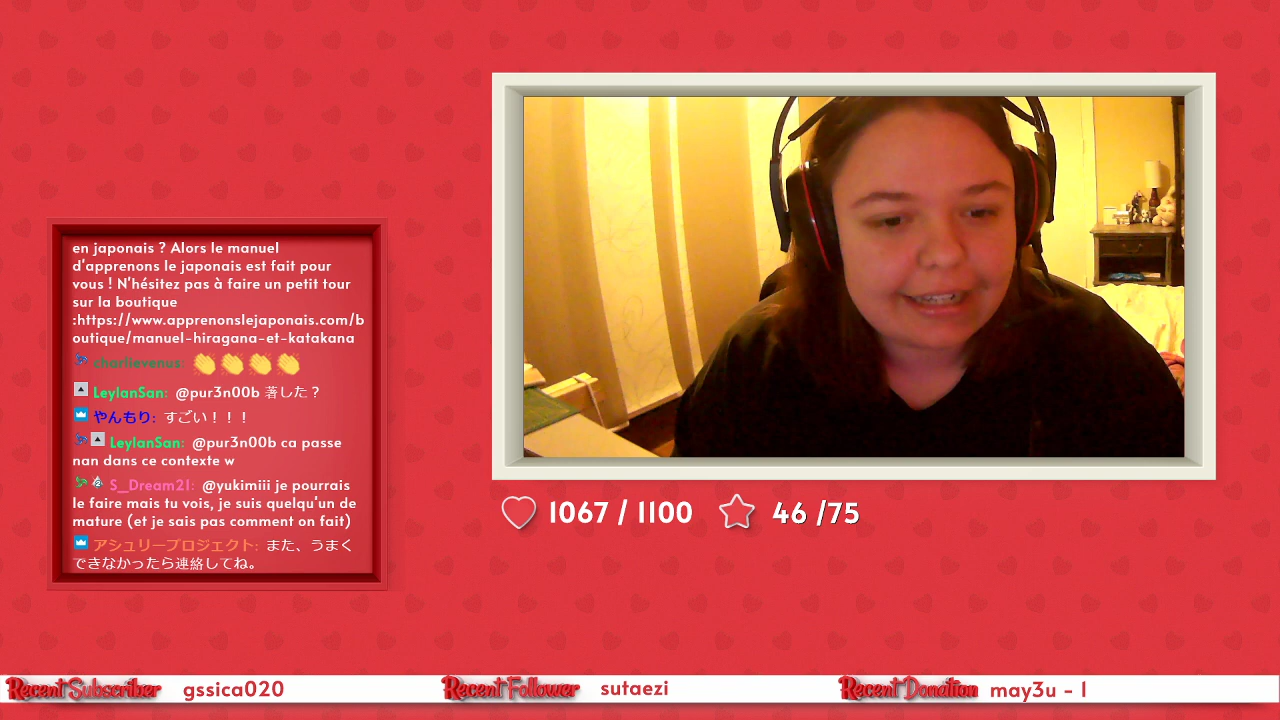 en japonais ? Alors le manuel
d'apprenons le japonais est fait pour
vous ! N'hésitez pas à faire un petit tour
sur la boutique
:https://www.apprenonslejaponais.com/b
outique/manuel-hiragana-et-katakana
charlievenus: 👏 👏 👏 👏
LeylanSan: @pur3n00b 著した？
やんもり: すごい！！！
LeylanSan: @pur3n00b ca passe
nan dans ce contexte w
S_Dream21: @yukimiii je pourrais
le faire mais tu vois, je suis quelqu'un de
mature (et je sais pas comment on fait)
アシュリープロジェクト: また、うまく
できなかったら連絡してね。
1067 / 1100 46 /75
Recent Subscriber gssica020 Recent Follower sutaezi Recent Donation may3u - 1